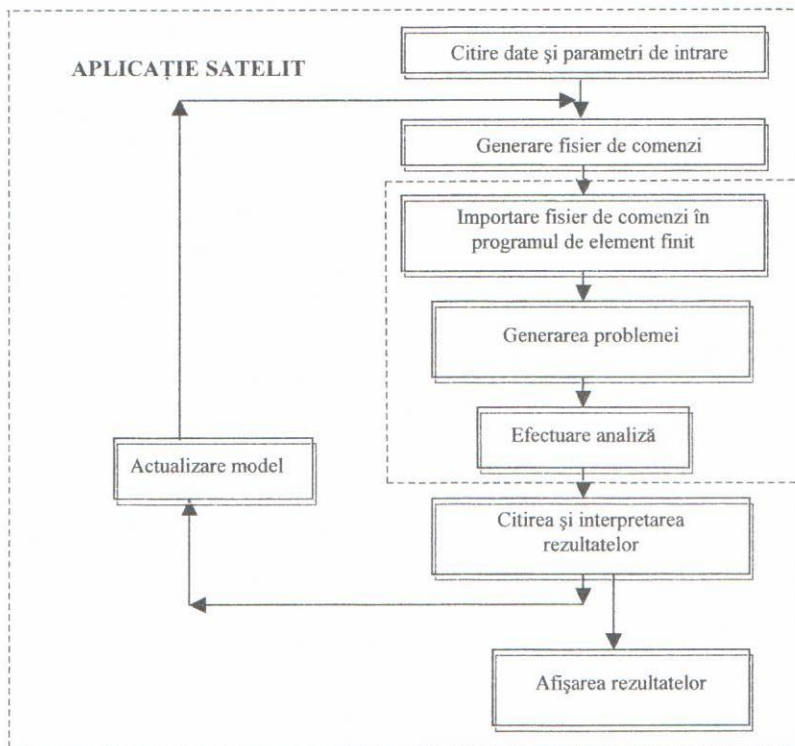 Citire date şi parametri de intrare
APLICAȚIE SATELIT
Generare fisier de comenzi
Importare fisier de comenzi în
programul de element finit
Generarea problemei
Efectuare analiză
Actualizare model
Citirea şi interpretarea
rezultatelor
Afişarea rezultatelor